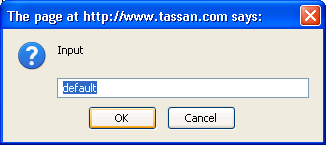 The page at http://www.tassan.com says:
Input
default
OK
Cancel